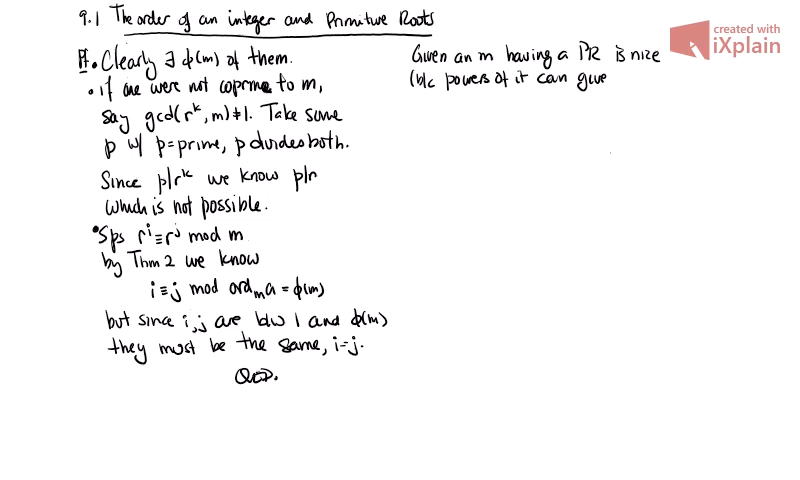 9.1 The order of an integer and Primitive Roots
Pf • Clearly ∃ ϕ(m) of them.
• if one were not coprime to m,
say gcd(r^k, m) ≠ 1. Take some
p w/ p=prime, p divides both.
Since p|r^k we know p|r
which is not possible.
• Sps r^i ≡ r^j mod m
by Thm 2 we know
i ≡ j mod ord_m a = ϕ(m)
but since i, j are btw 1 and ϕ(m)
they must be the same, i=j.
QED.
Given an m having a PR is nice
(b/c powers of it can give
created with
iXplain